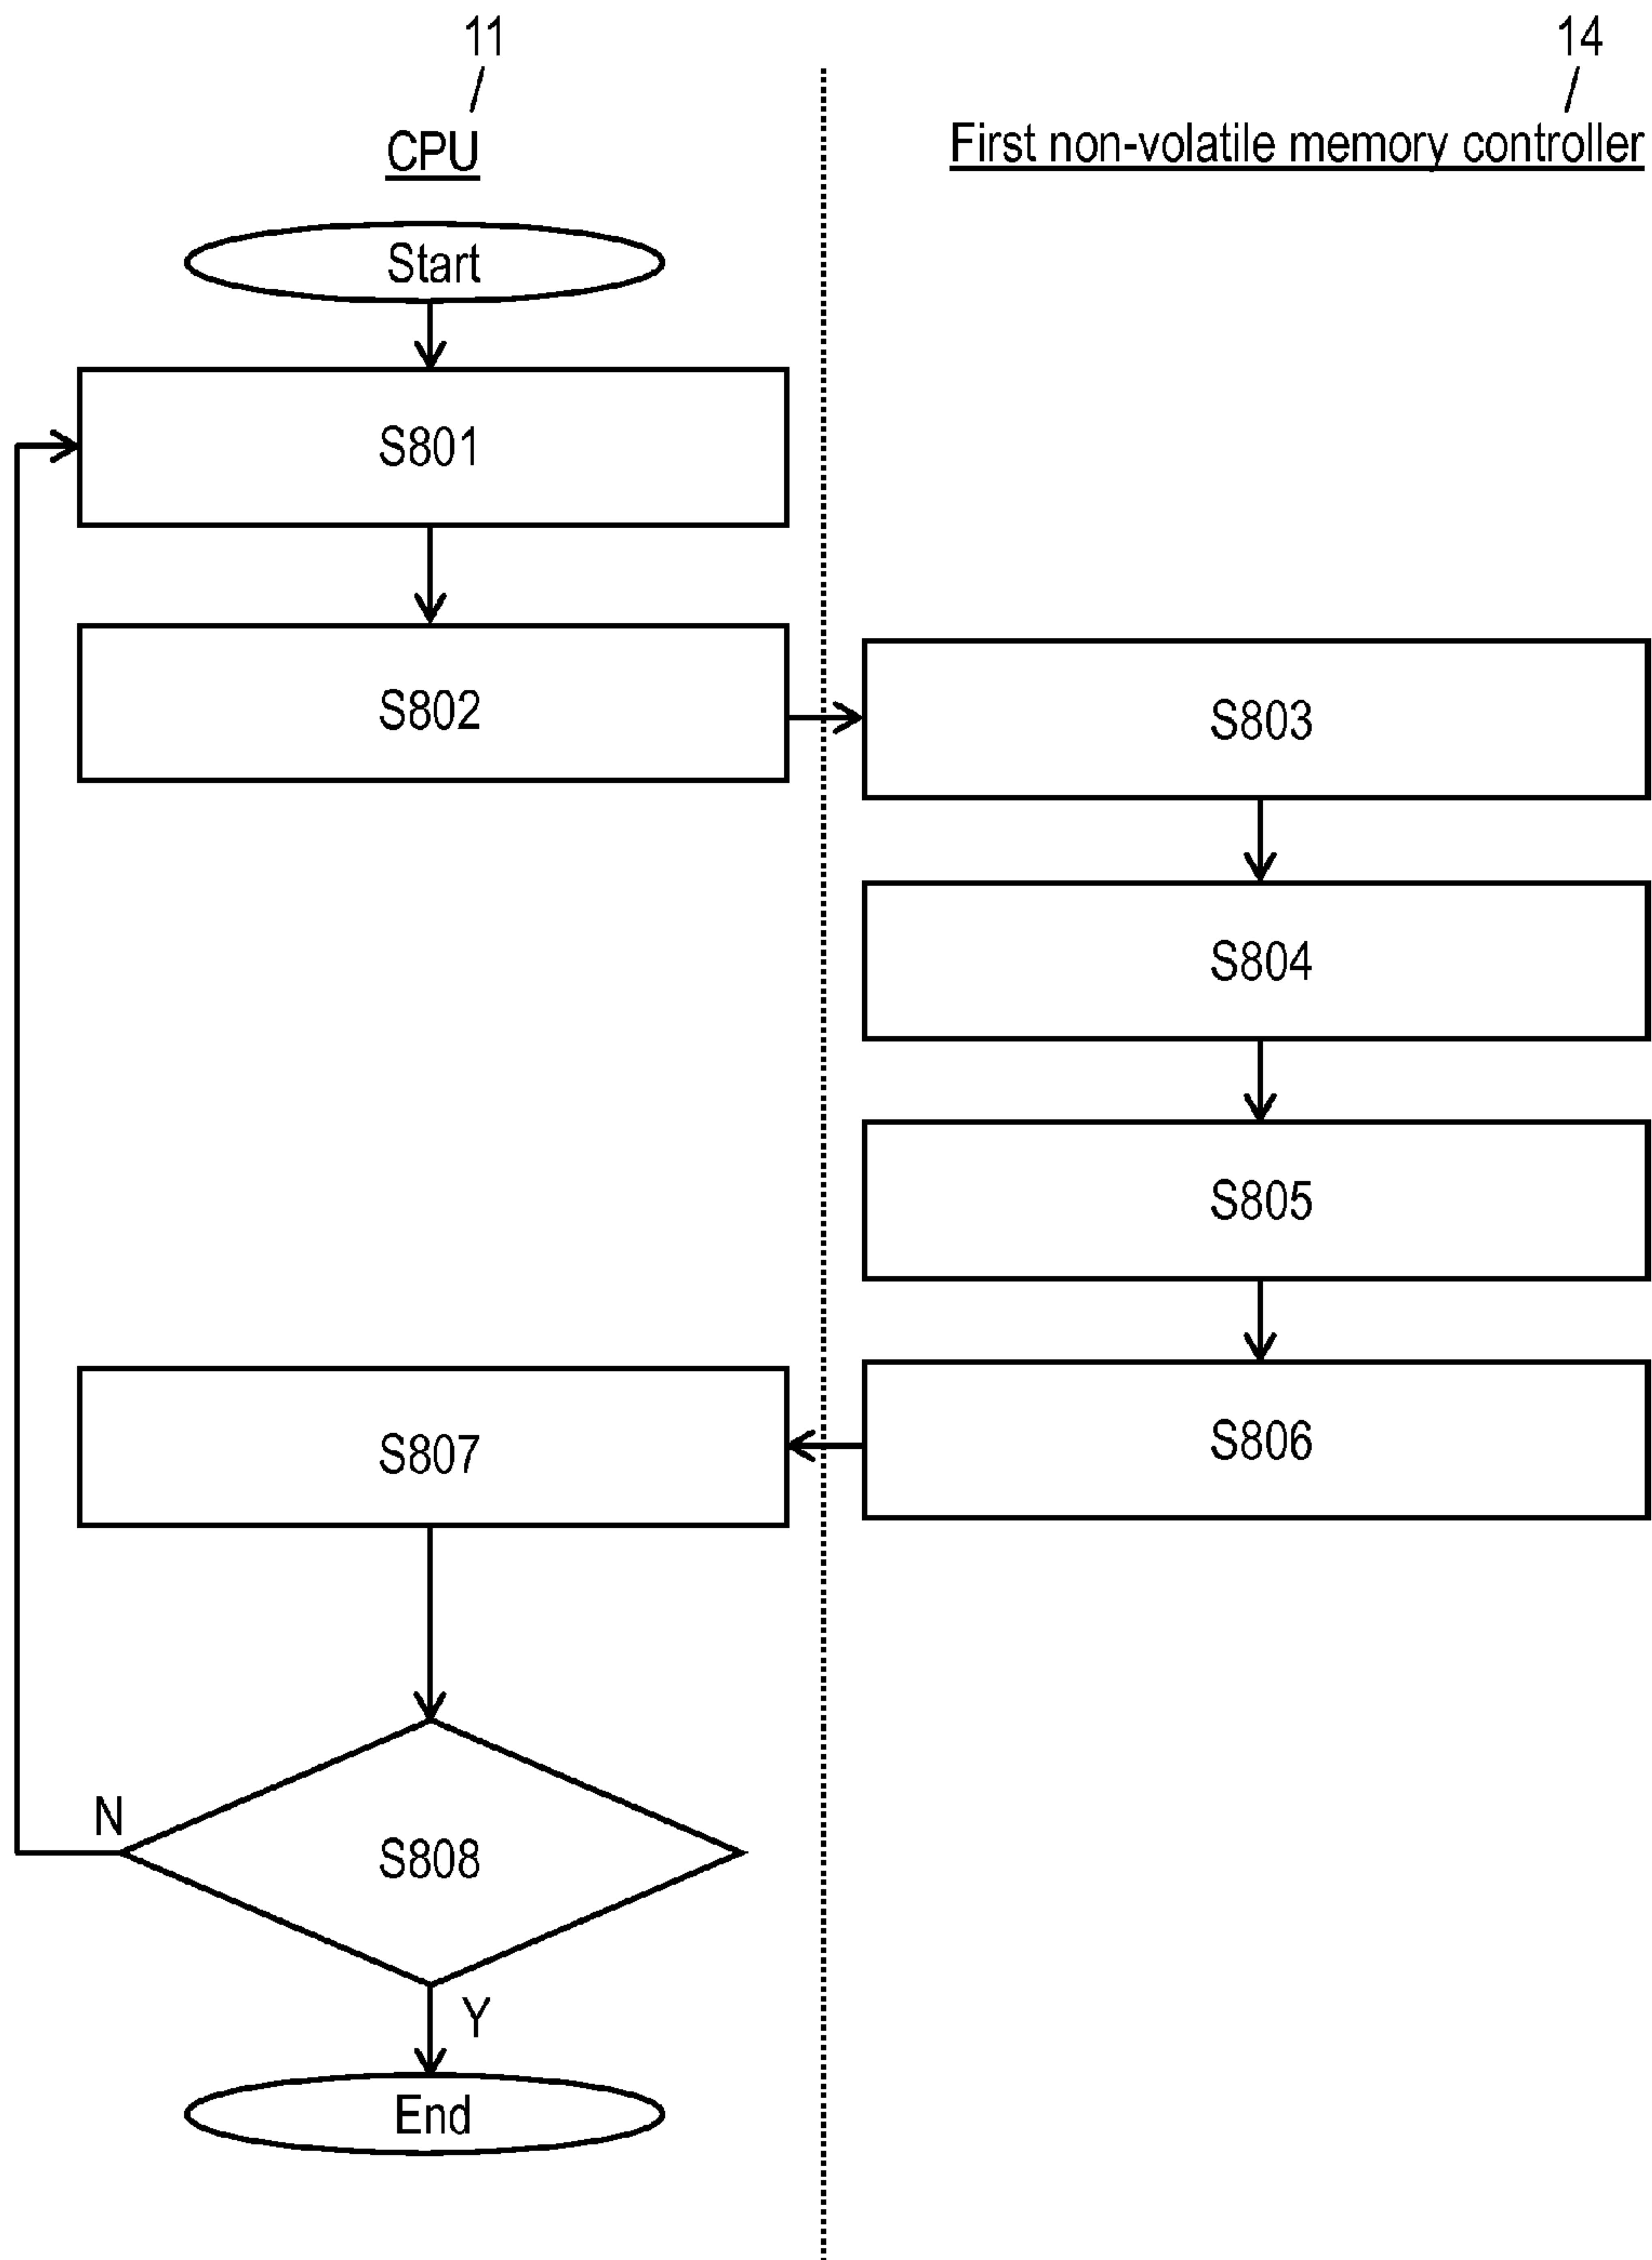 11
14
CPU
First non-volatile memory controller
Start
S801
S802
S803
S804
S805
S806
S807
N
S808
Y
End